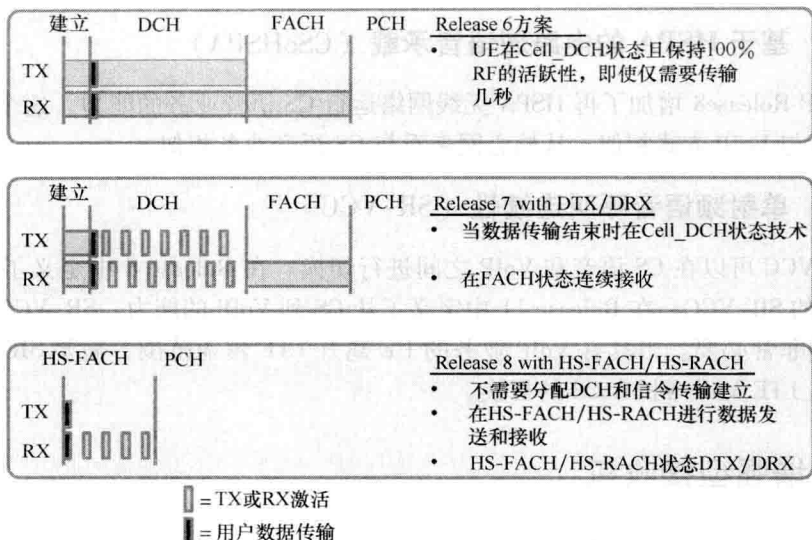 建立 DCH FACH PCH
TX
RX
Release 6方案
• UE在Cell_DCH状态且保持100%
RF的活跃性，即使仅需要传输
几秒
建立 DCH FACH PCH
TX
RX
Release 7 with DTX/DRX
• 当数据传输结束时在Cell_DCH状态技术
• 在FACH状态连续接收
HS-FACH PCH
TX
RX
Release 8 with HS-FACH/HS-RACH
• 不需要分配DCH和信令传输建立
• 在HS-FACH/HS-RACH进行数据发
送和接收
• HS-FACH/HS-RACH状态DTX/DRX
= TX或RX激活
= 用户数据传输